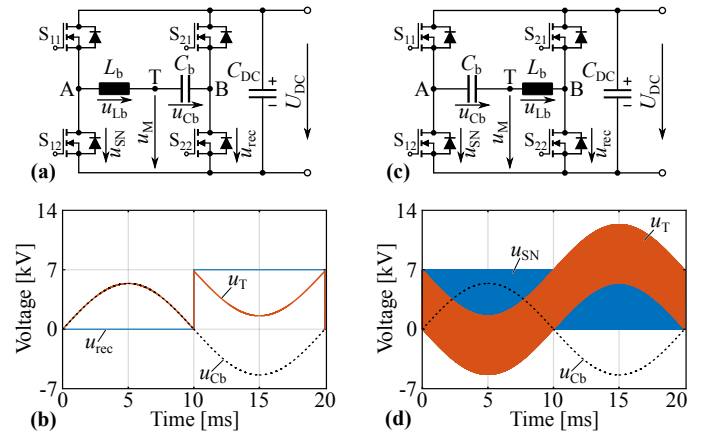 (a)
S11
S21
Lb
T
Cb
CDC
+
-
A
B
uLb
uCb
UDC
S12
S22
uSN
uM
urec
(c)
S11
S21
Cb
T
Lb
CDC
+
-
A
B
uCb
uLb
UDC
S12
S22
uSN
uM
urec
14
7
0
-7
Voltage [kV]
uT
urec
uCb
0
5
10
15
20
(b)
Time [ms]
14
7
0
-7
Voltage [kV]
uSN
uT
uCb
0
5
10
15
20
(d)
Time [ms]